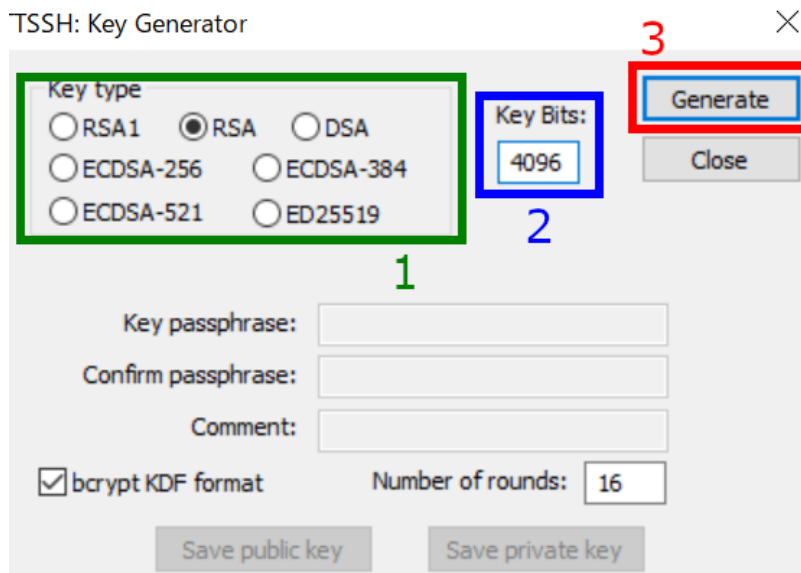 TSSH: Key Generator
3
Key type
RSA1 RSA DSA
ECDSA-256 ECDSA-384
ECDSA-521 ED25519
1
Key Bits:
4096
2
Generate
Close
Key passphrase:
Confirm passphrase:
Comment:
bcrypt KDF format Number of rounds: 16
Save public key Save private key